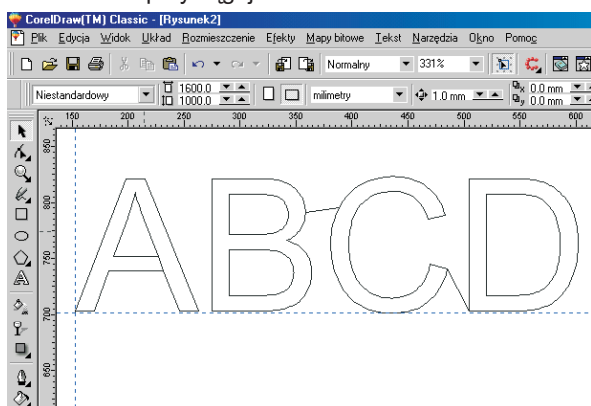 CorelDraw(TM) Classic - [Rysunek2]
Plik Edycja Widok Układ Rozmieszczenie Efekty Mapy bitowe Tekst Narzędzia Okno Pomoc
Normalny 331%
Niestandardowy 1600.0 1000.0 milimetry 1.0 mm x 0.0 mm y 0.0 mm
150 200 250 300 350 400 450 500 550 600
850
800
750
700
650
ABCD